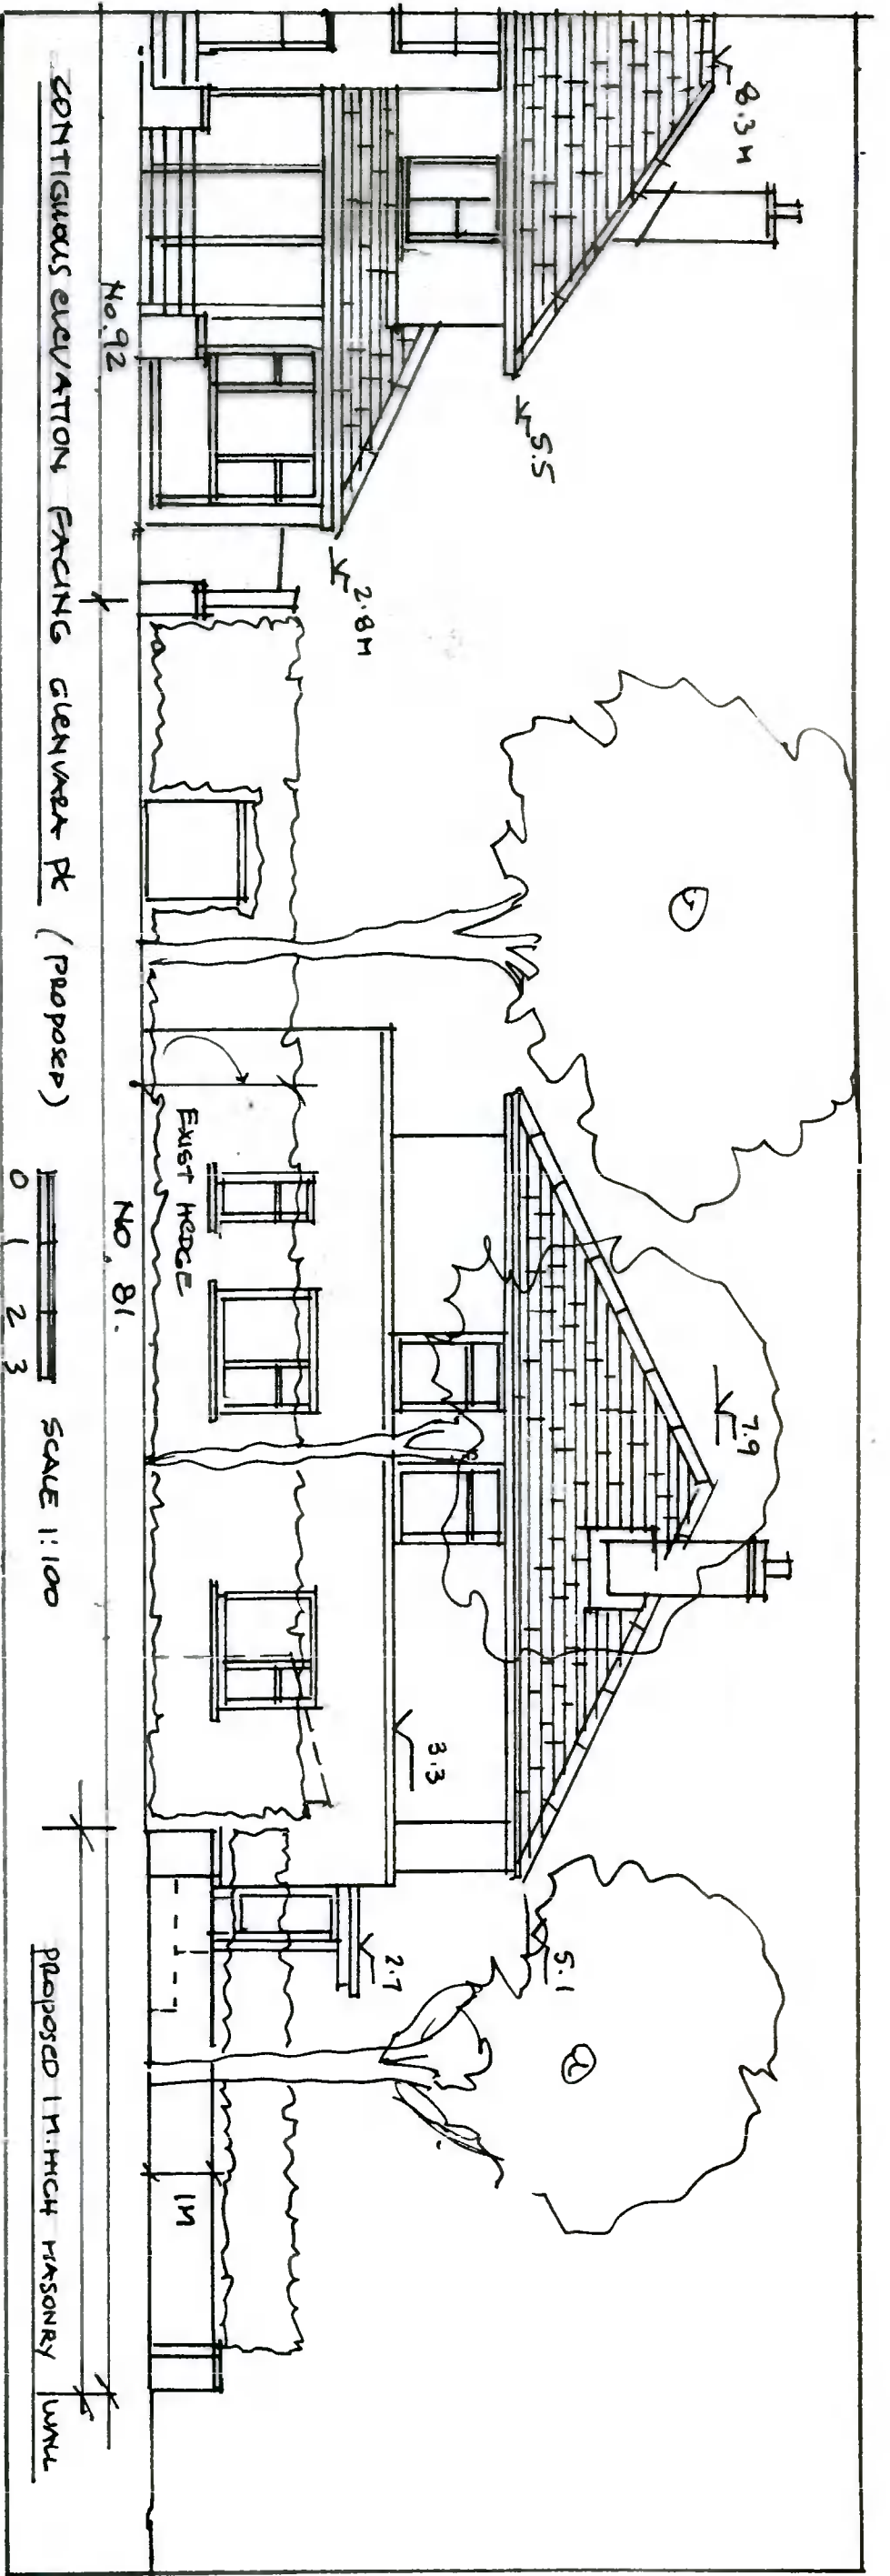 8.3M
5.5
2.8M
7.9
3.3
5.1
2.7
EXIST HEDGE
1M
No.92
NO. 81.
CONTIGUOUS ELEVATION FACING GLENVARA PK (PROPOSED)
0 1 2 3
SCALE 1:100
PROPOSED 1M.HIGH MASONRY WALL